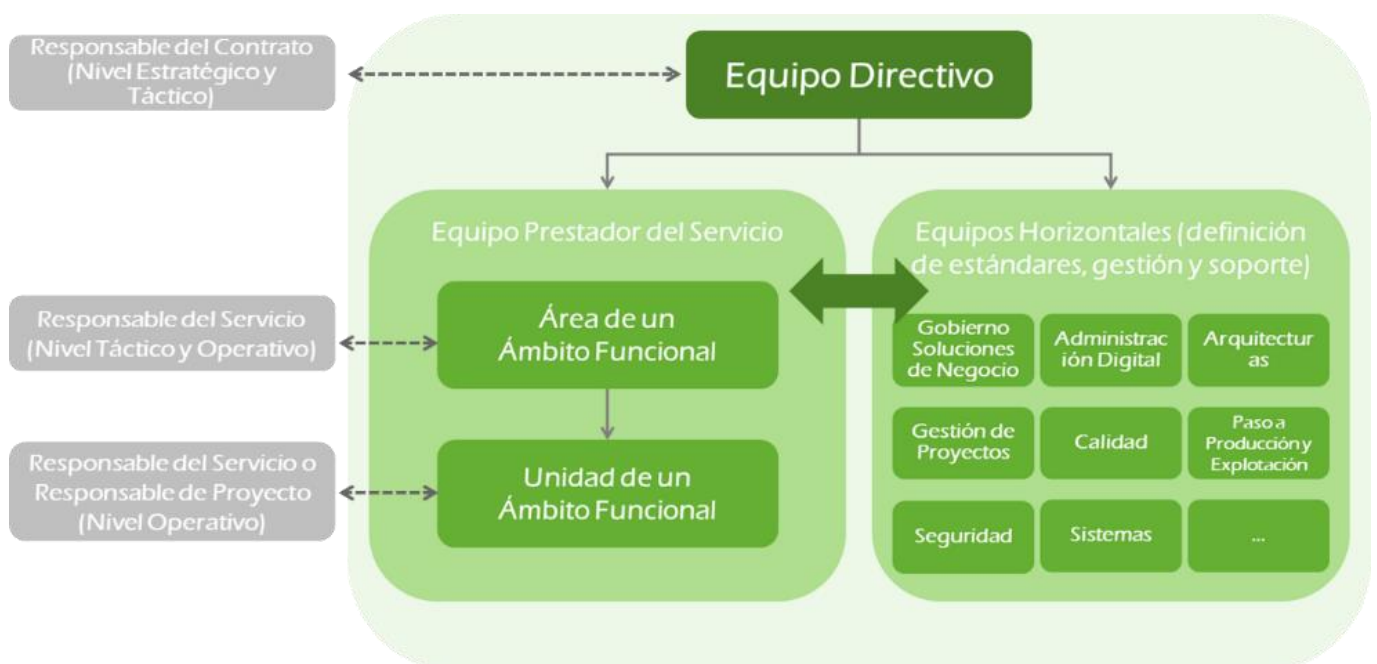 Responsable del Contrato
(Nivel Estratégico y
Táctico)
Equipo Directivo
Equipo Prestador del Servicio
Equipos Horizontales (definición
de estándares, gestión y soporte)
Responsable del Servicio
(Nivel Táctico y Operativo)
Área de un
Ámbito Funcional
Gobierno
Soluciones
de Negocio
Administrac
ión Digital
Arquitectur
as
Responsable del Servicio o
Responsable de Proyecto
(Nivel Operativo)
Unidad de un
Ámbito Funcional
Gestión de
Proyectos
Calidad
Paso a
Producción y
Explotación
Seguridad
Sistemas
...